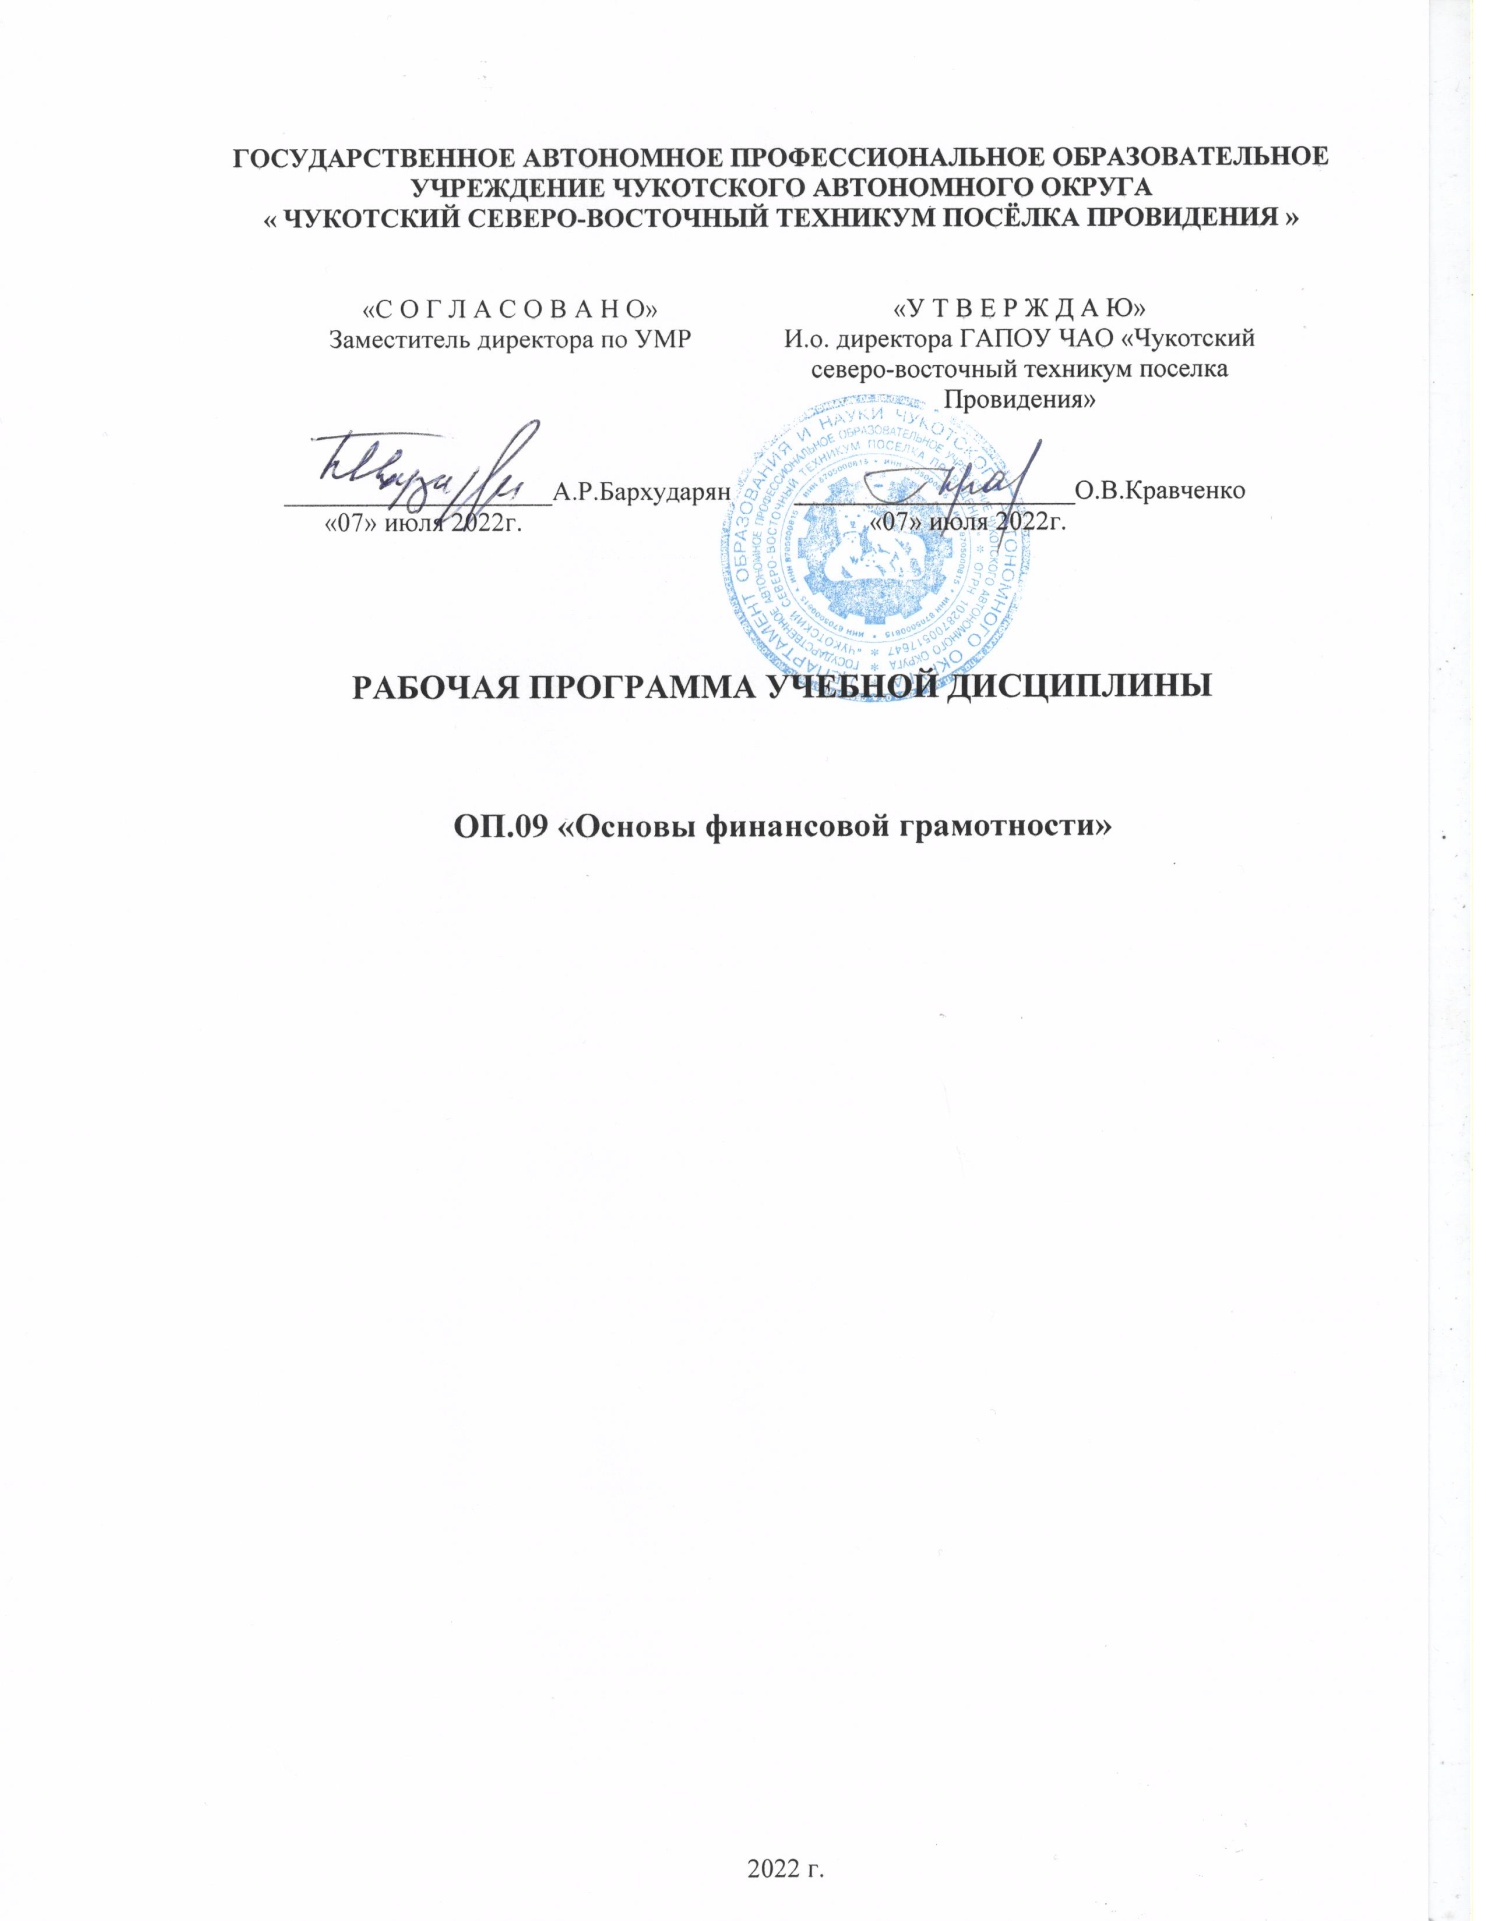 ГОСУДАРСТВЕННОЕ АВТОНОМНОЕ ПРОФЕССИОНАЛЬНОЕ ОБРАЗОВАТЕЛЬНОЕ
УЧРЕЖДЕНИЕ ЧУКОТСКОГО АВТОНОМНОГО ОКРУГА
« ЧУКОТСКИЙ СЕВЕРО-ВОСТОЧНЫЙ ТЕХНИКУМ ПОСЁЛКА ПРОВИДЕНИЯ »
«С О Г Л А С О В А Н О»
Заместитель директора по УМР
А.Р.Бархударян
«07» июля 2022г.
«У Т В Е Р Ж Д А Ю»
И.о. директора ГАПОУ ЧАО «Чукотский
северо-восточный техникум поселка
Провидения»
О.В.Кравченко
«07» июля 2022г.
РАБОЧАЯ ПРОГРАММА УЧЕБНОЙ ДИСЦИПЛИНЫ
ОП.09 «Основы финансовой грамотности»
2022 г.